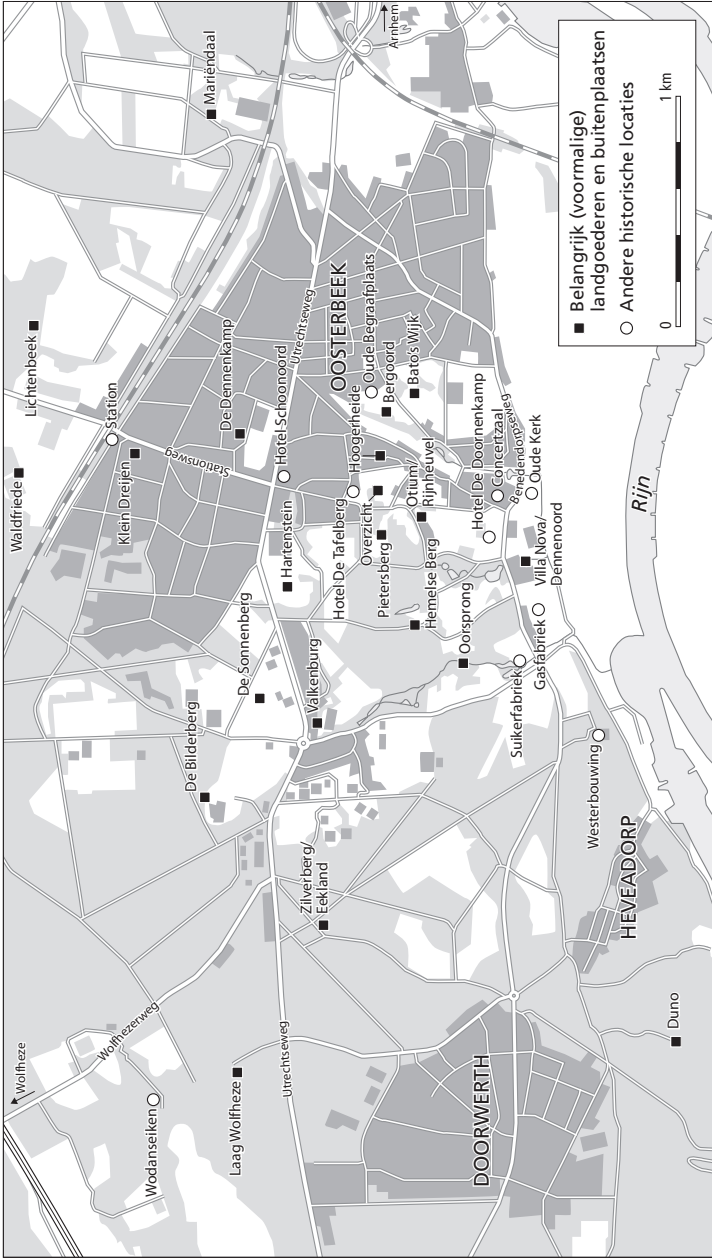 Wolfheze
Wolfhezerweg
Wodanseiken
Laag Wolfheze
Utrechtseweg
DOORWERTH
Duno
HEVEADORP
Westerbouwing
Zilverberg/
Eekland
De Bilderberg
De Sonnenberg
Valkenburg
Suikerfabriek
Gasfabriek
Oorsprong
Hemelse Berg
Villa Nova/
Dennenoord
Pietersberg
Overzicht
Hotel De Tafelberg
Hartenstein
Otium/
Rijnheuvel
Hoogerheide
Hotel De Doornenkamp
Concertzaal
Benedendorpseweg
Oude Kerk
Waldfriede
Klein Dreijen
Station
Stationsweg
Lichtenbeek
De Dennenkamp
Hotel Schoonoord
Utrechtseweg
OOSTERBEEK
Oude Begraafplaats
Bergoord
Bato's Wijk
Mariëndaal
Arnhem
Rijn
Belangrijk (voormalige)
landgoederen en buitenplaatsen
Andere historische locaties
0
1 km